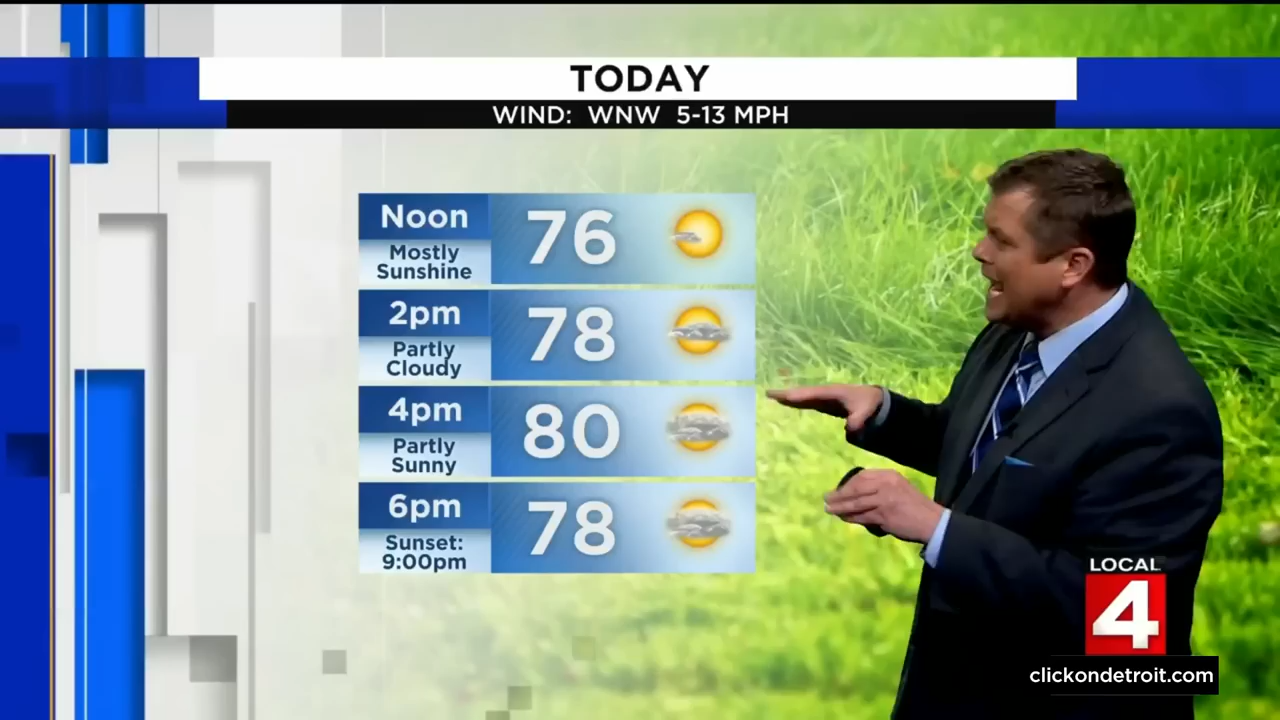 TODAY
WIND: WNW 5-13 MPH
Noon
Mostly
Sunshine
76
2pm
Partly
Cloudy
78
4pm
Partly
Sunny
80
6pm
Sunset:
9:00pm
78
LOCAL
4
clickondetroit.com